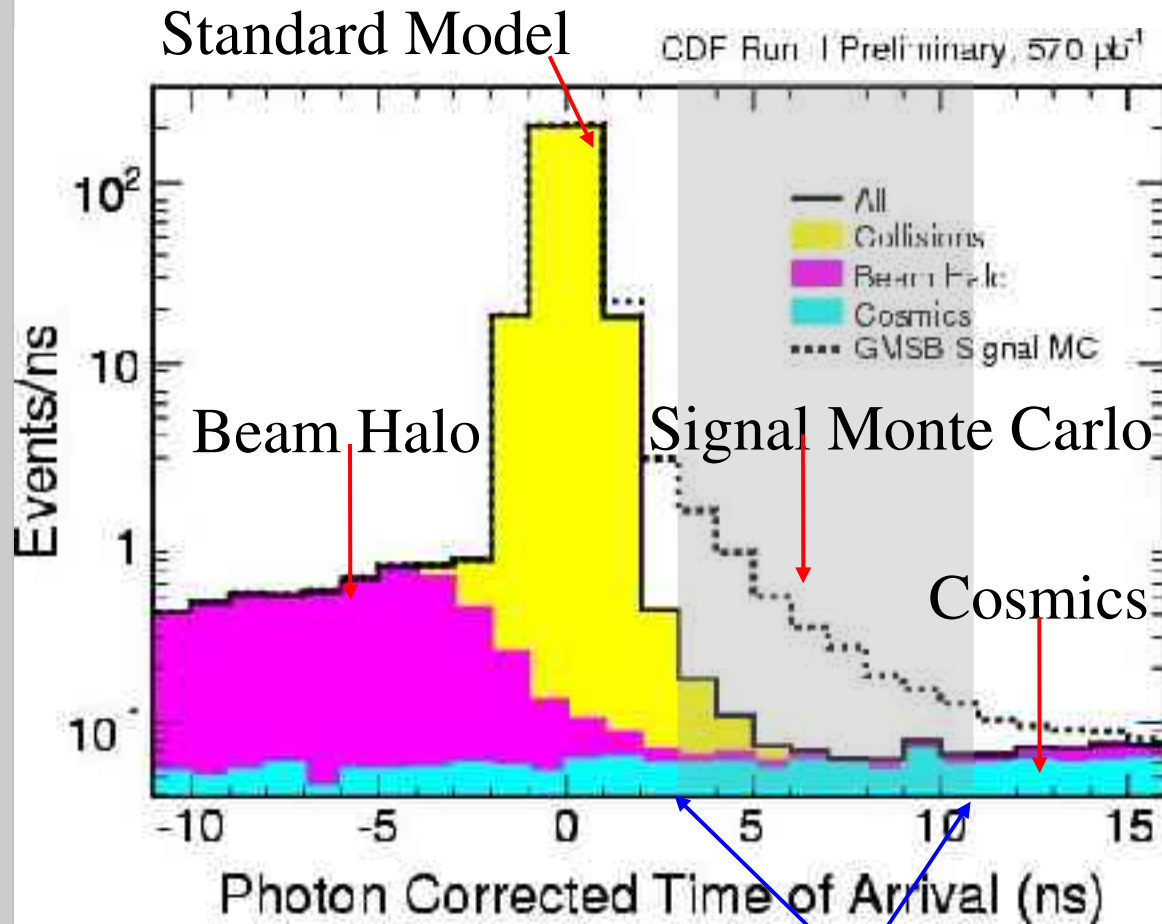 Standard Model
CDF Run I Preliminary, 570 pb⁻¹
10²
10
1
10⁻
Events/ns
All
Collisions
Beam Halo
Cosmics
GMSB Signal MC
Beam Halo
Signal Monte Carlo
Cosmics
-10 -5 0 5 10 15
Photon Corrected Time of Arrival (ns)